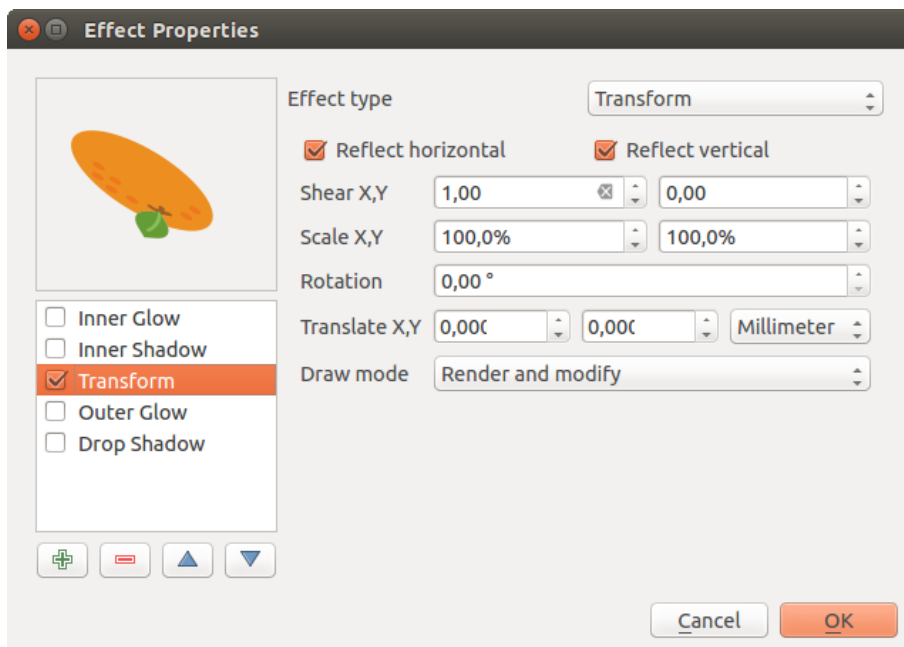 Effect Properties
Effect type Transform
Reflect horizontal Reflect vertical
Shear X,Y 1,00 0,00
Scale X,Y 100,0% 100,0%
Rotation 0,00 °
Translate X,Y 0,000 0,000 Millimeter
Draw mode Render and modify
Inner Glow
Inner Shadow
Transform
Outer Glow
Drop Shadow
Cancel OK